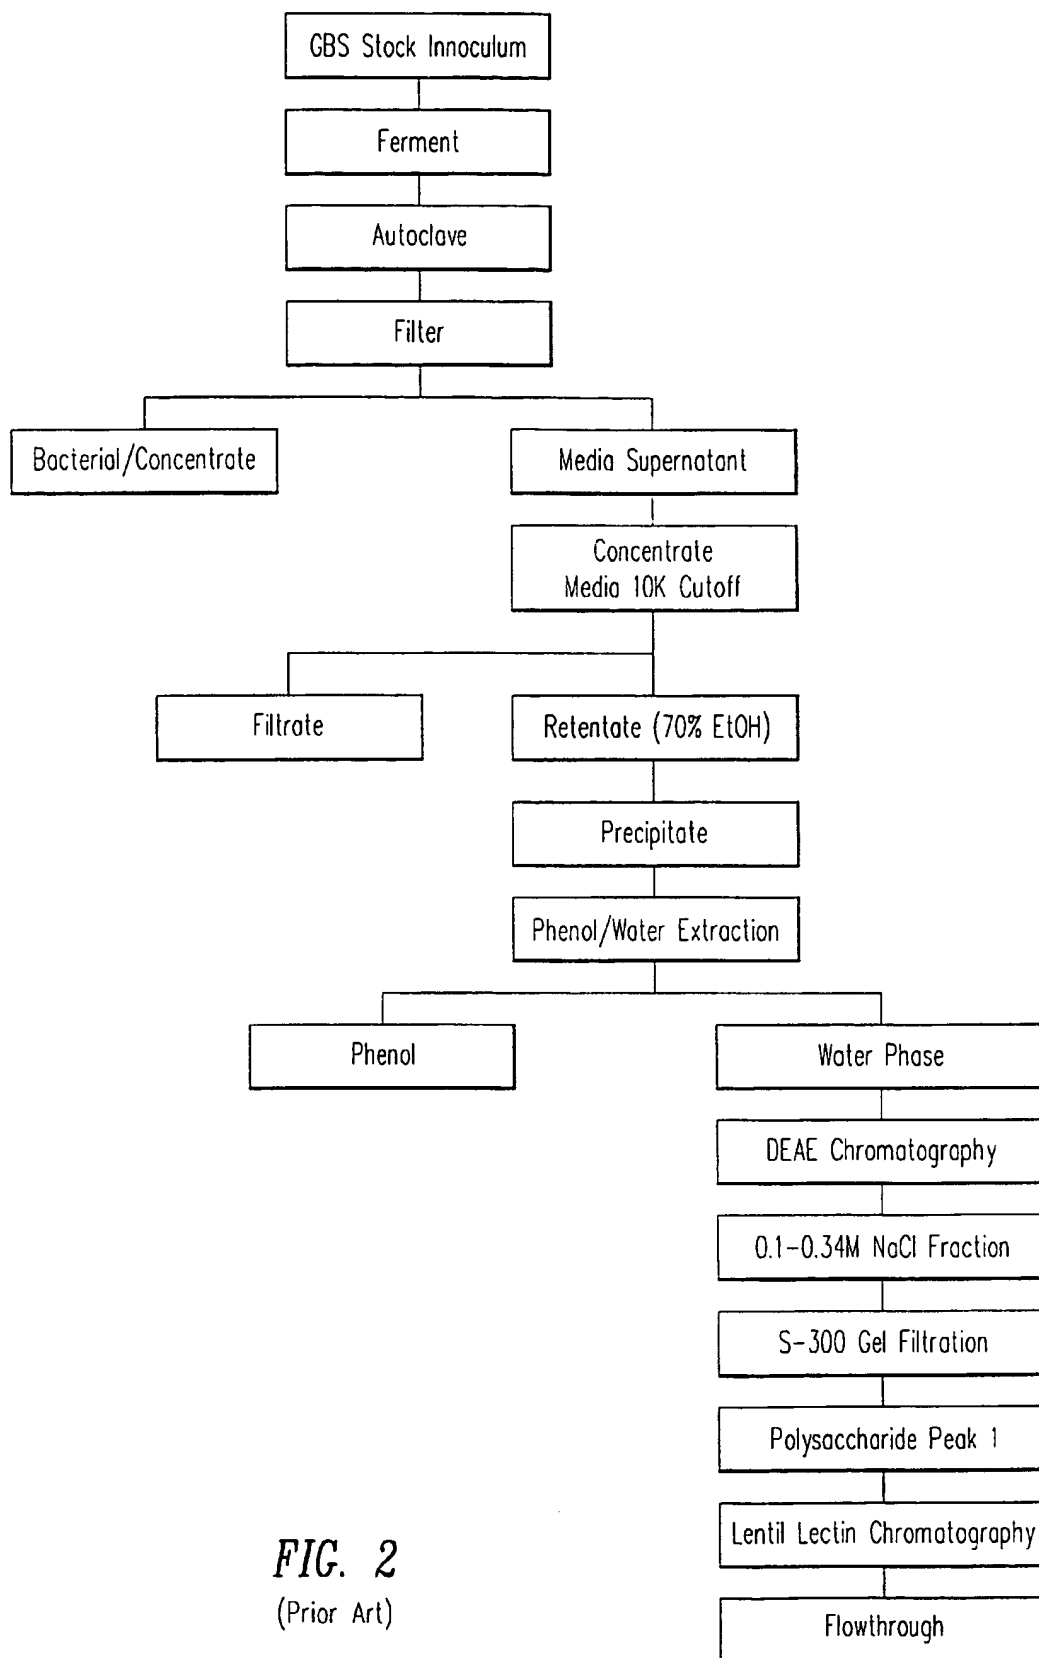 GBS Stock Innoculum
Ferment
Autoclave
Filter
Bacterial/Concentrate
Media Supernatant
Concentrate
Media 10K Cutoff
Filtrate
Retentate (70% EtOH)
Precipitate
Phenol/Water Extraction
Phenol
Water Phase
DEAE Chromatography
0.1-0.34M NaCl Fraction
S-300 Gel Filtration
Polysaccharide Peak 1
Lentil Lectin Chromatography
Flowthrough
FIG. 2
(Prior Art)